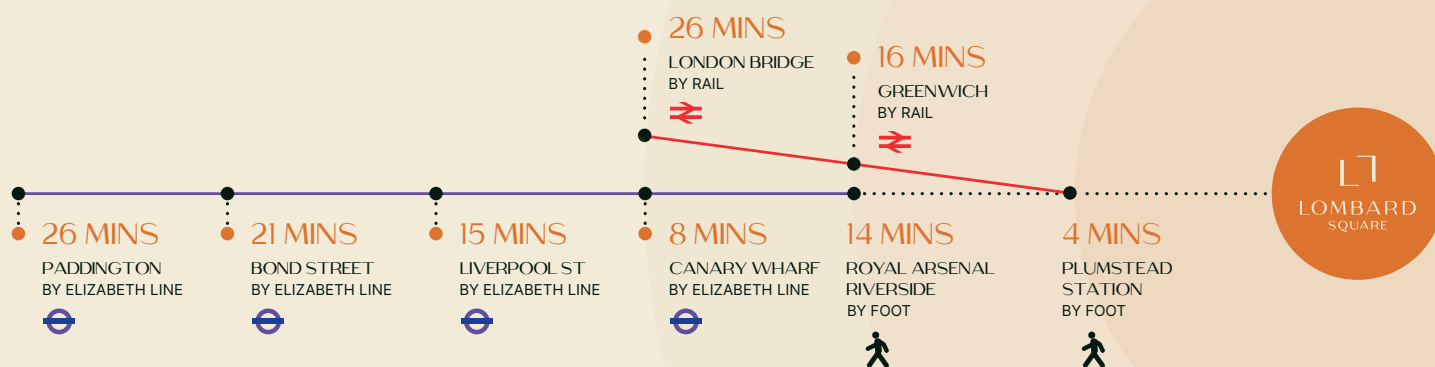 26 MINS
LONDON BRIDGE
BY RAIL
16 MINS
GREENWICH
BY RAIL
26 MINS
PADDINGTON
BY ELIZABETH LINE
21 MINS
BOND STREET
BY ELIZABETH LINE
15 MINS
LIVERPOOL ST
BY ELIZABETH LINE
8 MINS
CANARY WHARF
BY ELIZABETH LINE
14 MINS
ROYAL ARSENAL
RIVERSIDE
BY FOOT
4 MINS
PLUMSTEAD
STATION
BY FOOT
LOMBARD
SQUARE